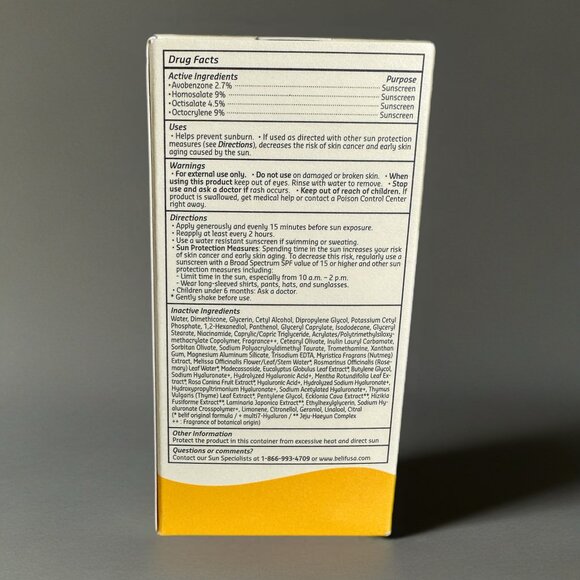 Drug Facts
Active Ingredients Purpose
•Avobenzone 2.7% Sunscreen
•Homosalate 9% Sunscreen
•Octisalate 4.5% Sunscreen
•Octocrylene 9% Sunscreen
Uses
• Helps prevent sunburn. • If used as directed with other sun protection
measures (see Directions), decreases the risk of skin cancer and early skin
aging caused by the sun.
Warnings
• For external use only. • Do not use on damaged or broken skin. • When
using this product keep out of eyes. Rinse with water to remove. • Stop
use and ask a doctor if rash occurs. • Keep out of reach of children. If
product is swallowed, get medical help or contact a Poison Control Center
right away.
Directions
• Apply generously and evenly 15 minutes before sun exposure.
• Reapply at least every 2 hours.
• Use a water resistant sunscreen if swimming or sweating.
• Sun Protection Measures: Spending time in the sun increases your
risk of skin cancer and early skin aging. To decrease this risk, regularly use a
sunscreen with a Broad Spectrum SPF value of 15 or higher and other sun
protection measures including:
- Limit time in the sun, especially from 10 a.m. – 2 p.m.
- Wear long-sleeved shirts, pants, hats, and sunglasses.
• Children under 6 months: Ask a doctor.
* Gently shake before use.
Inactive Ingredients
Water, Dimethicone, Glycerin, Cetyl Alcohol, Dipropylene Glycol, Potassium Cetyl
Phosphate, 1,2-Hexanediol, Panthenol, Glyceryl Caprylate, Isododecane, Glyceryl
Stearate, Niacinamide, Caprylic/Capric Triglyceride, Acrylates/Polytrimethylsiloxy-
methacrylate Copolymer, Fragrance++, Cetearyl Olivate, Inulin Lauryl Carbamate,
Sorbitan Olivate, Sodium Polyacryloyldimethyl Taurate, Tromethamine, Xanthan
Gum, Magnesium Aluminum Silicate, Trisodium EDTA, Myristica Fragrans (Nutmeg)
Extract, Melissa Officinalis Flower/Leaf/Stem Water*, Rosmarinus Officinalis (Rose-
mary) Leaf Water*, Madecassoside, Eucalyptus Globulus Leaf Extract*, Butylene Glycol,
Sodium Hyaluronate+, Hydrolyzed Hyaluronic Acid+, Mentha Rotundifolia Leaf Ex-
tract*, Rosa Canina Fruit Extract*, Hyaluronic Acid+, Hydrolyzed Sodium Hyaluronate+,
Hydroxypropyltrimonium Hyaluronate+, Sodium Acetylated Hyaluronate+, Thymus
Vulgaris (Thyme) Leaf Extract*, Pentylene Glycol, Ecklonia Cava Extract**, Hizikia
Fusiforme Extract**, Laminaria Japonica Extract**, Ethylhexylglycerin, Sodium Hy-
aluronate Crosspolymer+, Limonene, Citronellol, Geraniol, Linalool, Citral
(* belif original formula / + multi7-Hyaluron / ** Jeju-Haeyun Complex
++ : Fragrance of botanical origin)
Other Information
Protect the product in this container from excessive heat and direct sun
Questions or comments?
Contact our Sun Specialists at 1-866-993-4709 or www.belifusa.com.